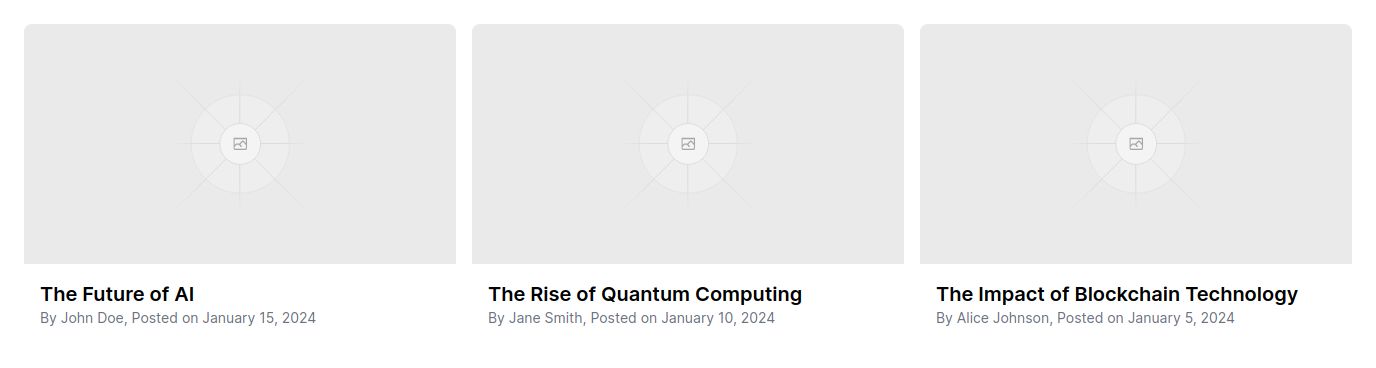 The Future of AI
By John Doe, Posted on January 15, 2024
The Rise of Quantum Computing
By Jane Smith, Posted on January 10, 2024
The Impact of Blockchain Technology
By Alice Johnson, Posted on January 5, 2024